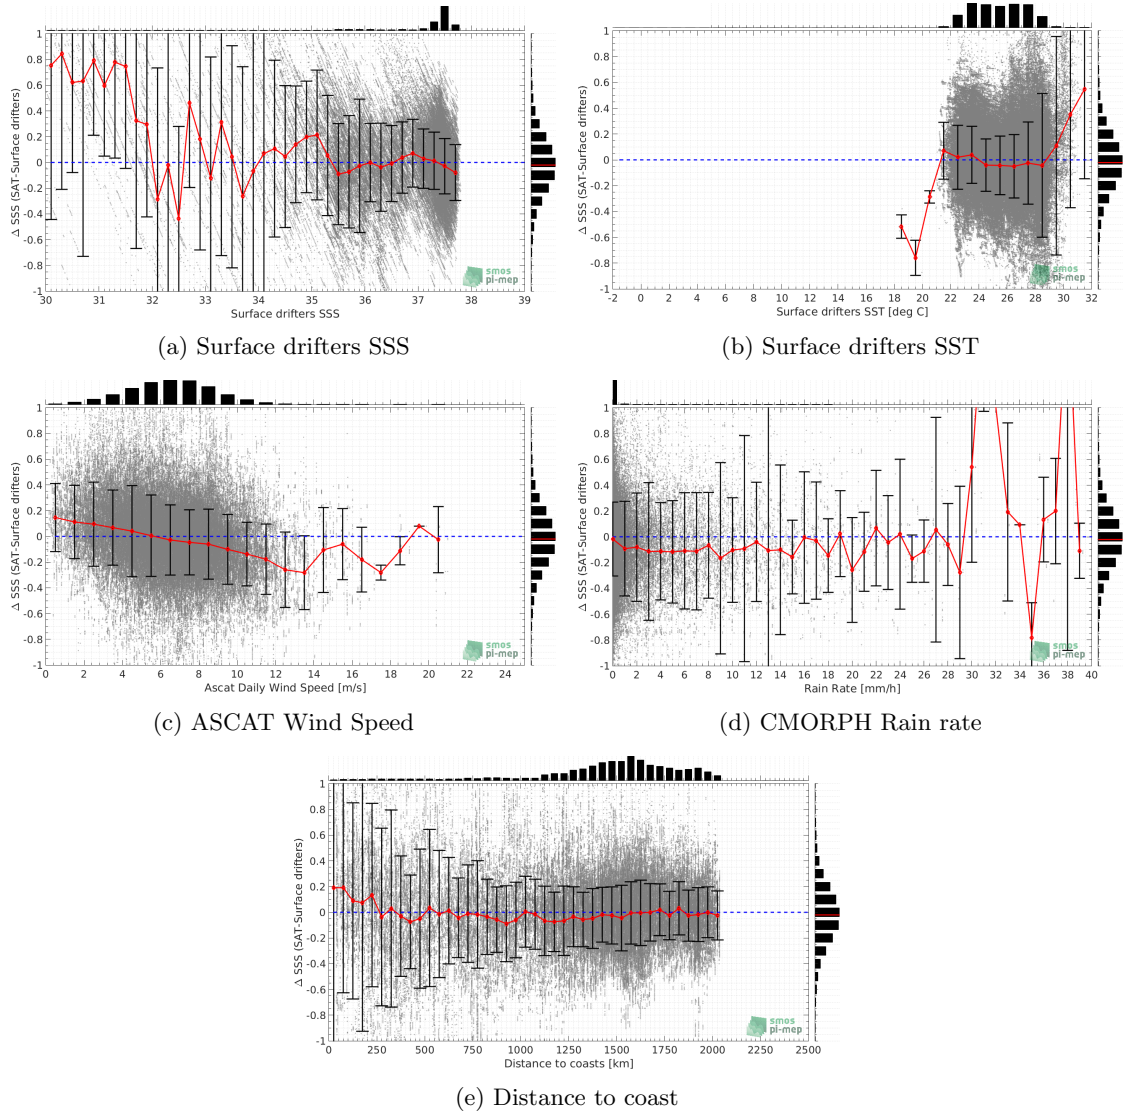 1
0.8
0.6
0.4
0.2
0
-0.2
-0.4
-0.6
-0.8
-1
Δ SSS (SAT-Surface drifters)
30 31 32 33 34 35 36 37 38 39
Surface drifters SSS
smos
pi-mep
(a) Surface drifters SSS
1
0.8
0.6
0.4
0.2
0
-0.2
-0.4
-0.6
-0.8
-1
Δ SSS (SAT-Surface drifters)
-2 0 2 4 6 8 10 12 14 16 18 20 22 24 26 28 30 32
Surface drifters SST [deg C]
smos
pi-mep
(b) Surface drifters SST
1
0.8
0.6
0.4
0.2
0
-0.2
-0.4
-0.6
-0.8
-1
Δ SSS (SAT-Surface drifters)
0 2 4 6 8 10 12 14 16 18 20 22 24
Ascat Daily Wind Speed [m/s]
smos
pi-mep
(c) ASCAT Wind Speed
1
0.8
0.6
0.4
0.2
0
-0.2
-0.4
-0.6
-0.8
-1
Δ SSS (SAT-Surface drifters)
0 2 4 6 8 10 12 14 16 18 20 22 24 26 28 30 32 34 36 38 40
Rain Rate [mm/h]
smos
pi-mep
(d) CMORPH Rain rate
1
0.8
0.6
0.4
0.2
0
-0.2
-0.4
-0.6
-0.8
-1
Δ SSS (SAT-Surface drifters)
0 250 500 750 1000 1250 1500 1750 2000 2250 2500
Distance to coasts [km]
smos
pi-mep
(e) Distance to coast